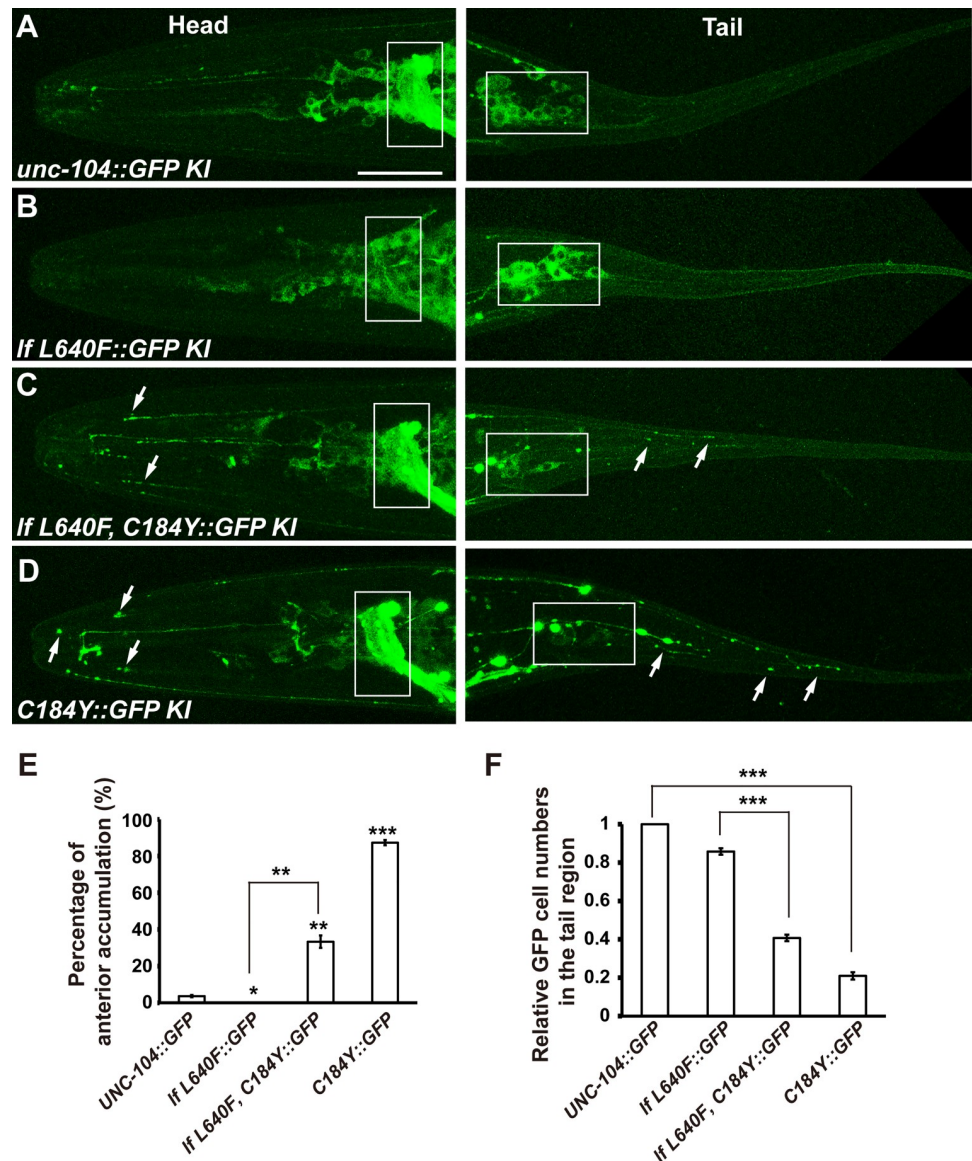 A
Head
Tail
unc-104::GFP KI
B
lf L640F::GFP KI
C
lf L640F, C184Y::GFP KI
D
C184Y::GFP KI
E
Percentage of
anterior accumulation (%)
100
80
60
40
20
0
*
**
**
***
UNC-104::GFP
lf L640F::GFP
lf L640F, C184Y::GFP
C184Y::GFP
F
Relative GFP cell numbers
in the tail region
1
0.8
0.6
0.4
0.2
0
***
***
UNC-104::GFP
lf L640F::GFP
lf L640F, C184Y::GFP
C184Y::GFP